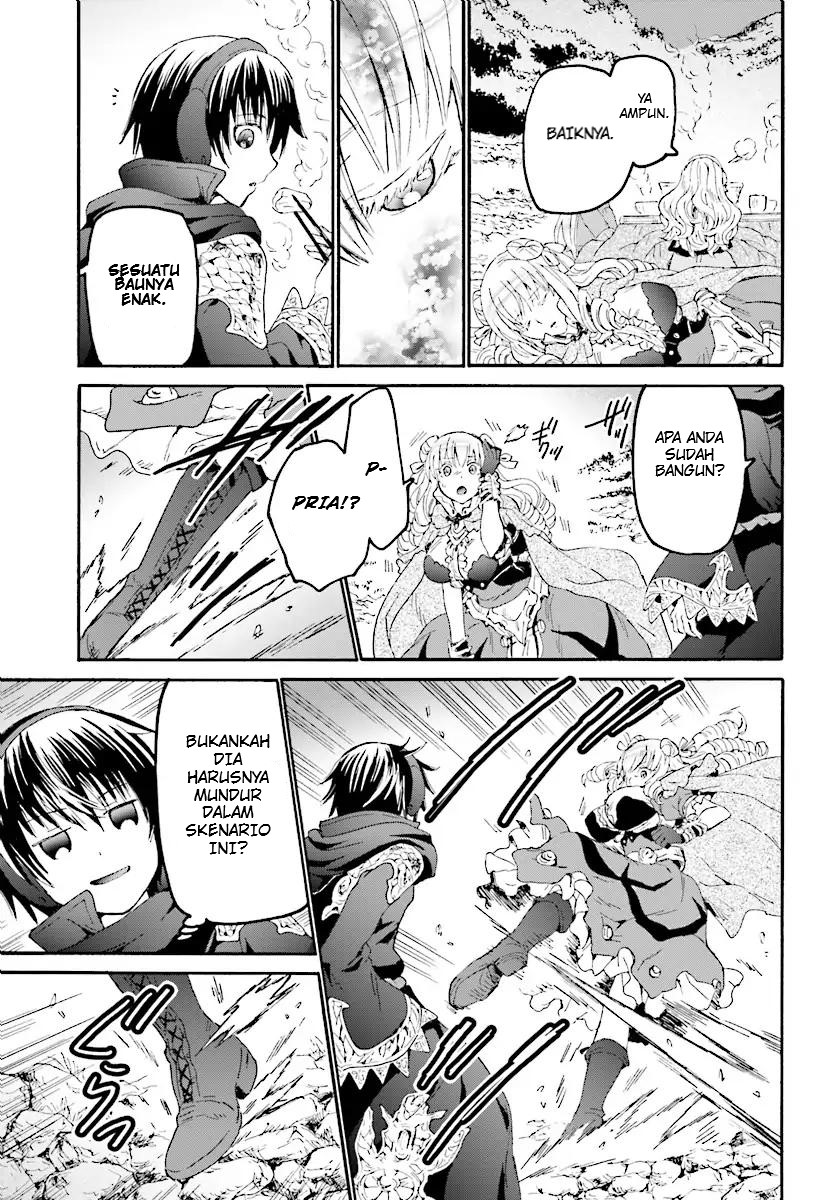 YA
AMPUN.
BAIKNYA.
SESUATU
BAUNYA
ENAK.
APA ANDA
SUDAH
BANGUN?
P-
PRIA!?
BUKANKAH
DIA
HARUSNYA
MUNDUR
DALAM
SKENARIO
INI?